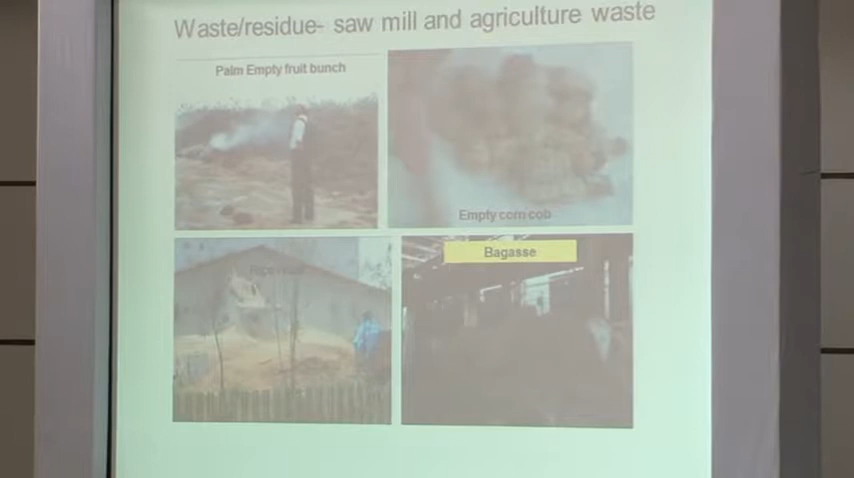 Waste/residue- saw mill and agriculture waste
Palm Empty fruit bunch
Empty corn cob
Bagasse